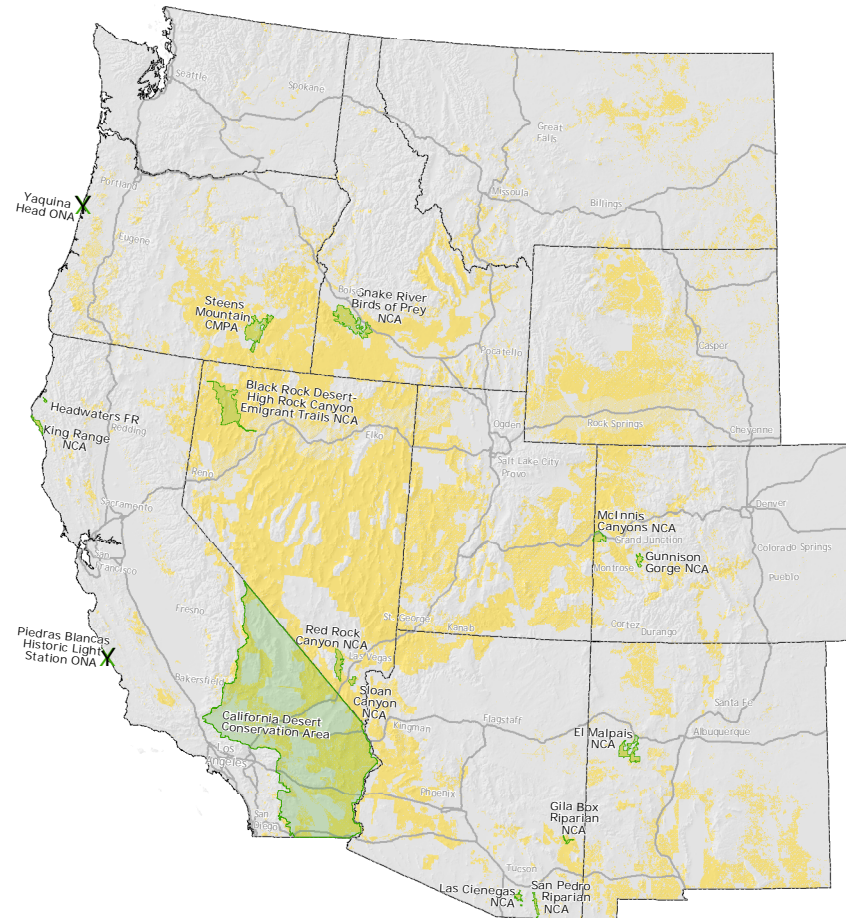 Seattle
Spokane
Great
Falls
Missoula
Billings
Portland
Yaquina
Head ONA
Eugene
Steens
Mountain
CMPA
Boise
Snake River
Birds of Prey
NCA
Pocatello
Casper
Black Rock Desert-
High Rock Canyon
Emigrant Trails NCA
Headwaters FR
King Range
NCA
Redding
Elko
Ogden
Rock Springs
Cheyenne
Reno
Salt Lake City
Provo
Sacramento
McInnis
Canyons NCA
Grand Junction
Denver
Colorado Springs
San
Francisco
Gunnison
Gorge NCA
Montrose
Pueblo
Fresno
St. George
Kanab
Cortez
Durango
Piedras Blancas
Historic Light
Station ONA
Red Rock
Canyon NCA
Las Vegas
Bakersfield
Sloan
Canyon
NCA
Santa Fe
California Desert
Conservation Area
Kingman
Flagstaff
El Malpais
NCA
Albuquerque
Los
Angeles
Phoenix
Gila Box
Riparian
NCA
San
Diego
Tucson
Las Cienegas
NCA
San Pedro
Riparian
NCA